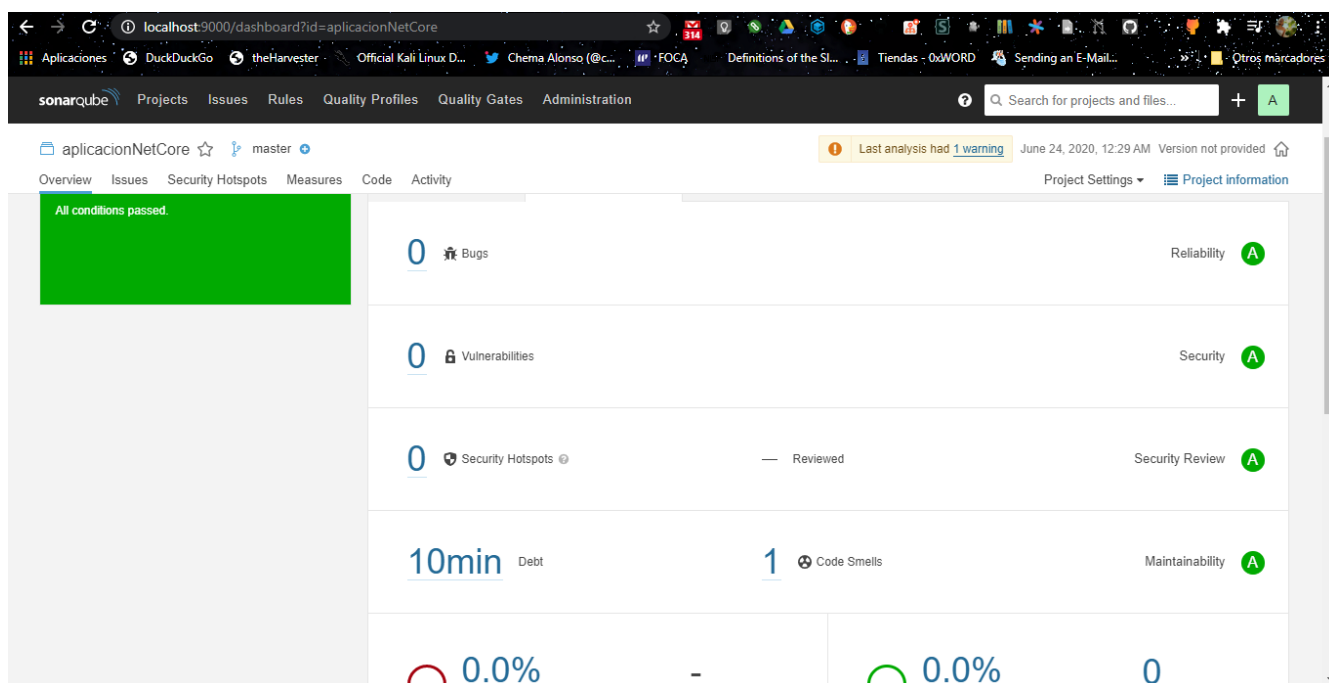 localhost:9000/dashboard?id=aplicacionNetCore
314
Aplicaciones DuckDuckGo theHarvester Official Kali Linux D... Chema Alonso (@c... FOCA Definitions of the Sl... Tiendas - 0xWORD Sending an E-Mail... » Otros marcadores
sonarqube Projects Issues Rules Quality Profiles Quality Gates Administration Search for projects and files... + A
aplicacionNetCore master Last analysis had 1 warning June 24, 2020, 12:29 AM Version not provided
Overview Issues Security Hotspots Measures Code Activity Project Settings Project information
All conditions passed.
0 Bugs Reliability A
0 Vulnerabilities Security A
0 Security Hotspots — Reviewed Security Review A
10min Debt 1 Code Smells Maintainability A
0.0% - 0.0% 0